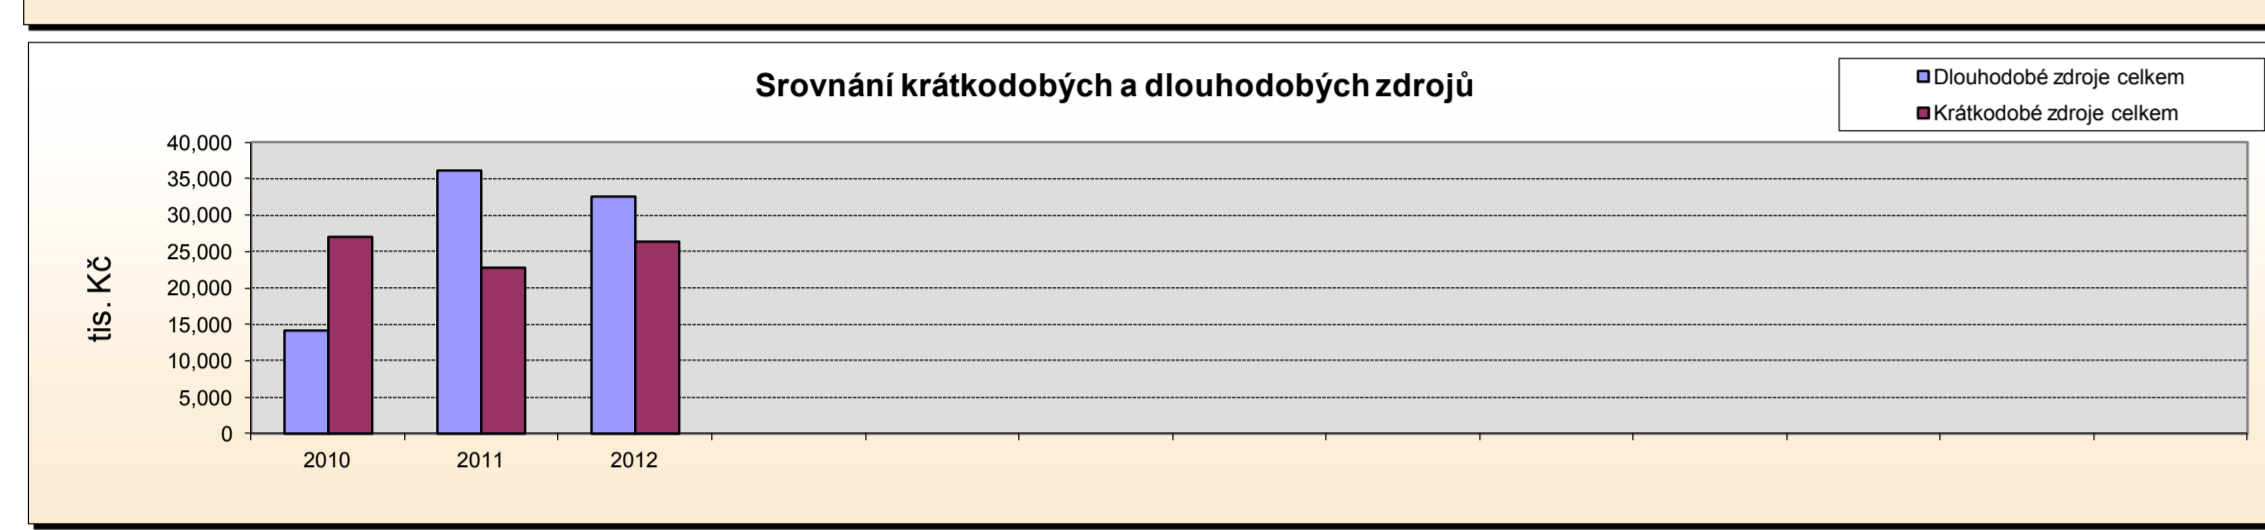 Srovnání krátkodobých a dlouhodobých zdrojů
Dlouhodobé zdroje celkem
Krátkodobé zdroje celkem
tis. Kč
40,000
35,000
30,000
25,000
20,000
15,000
10,000
5,000
0
2010 2011 2012